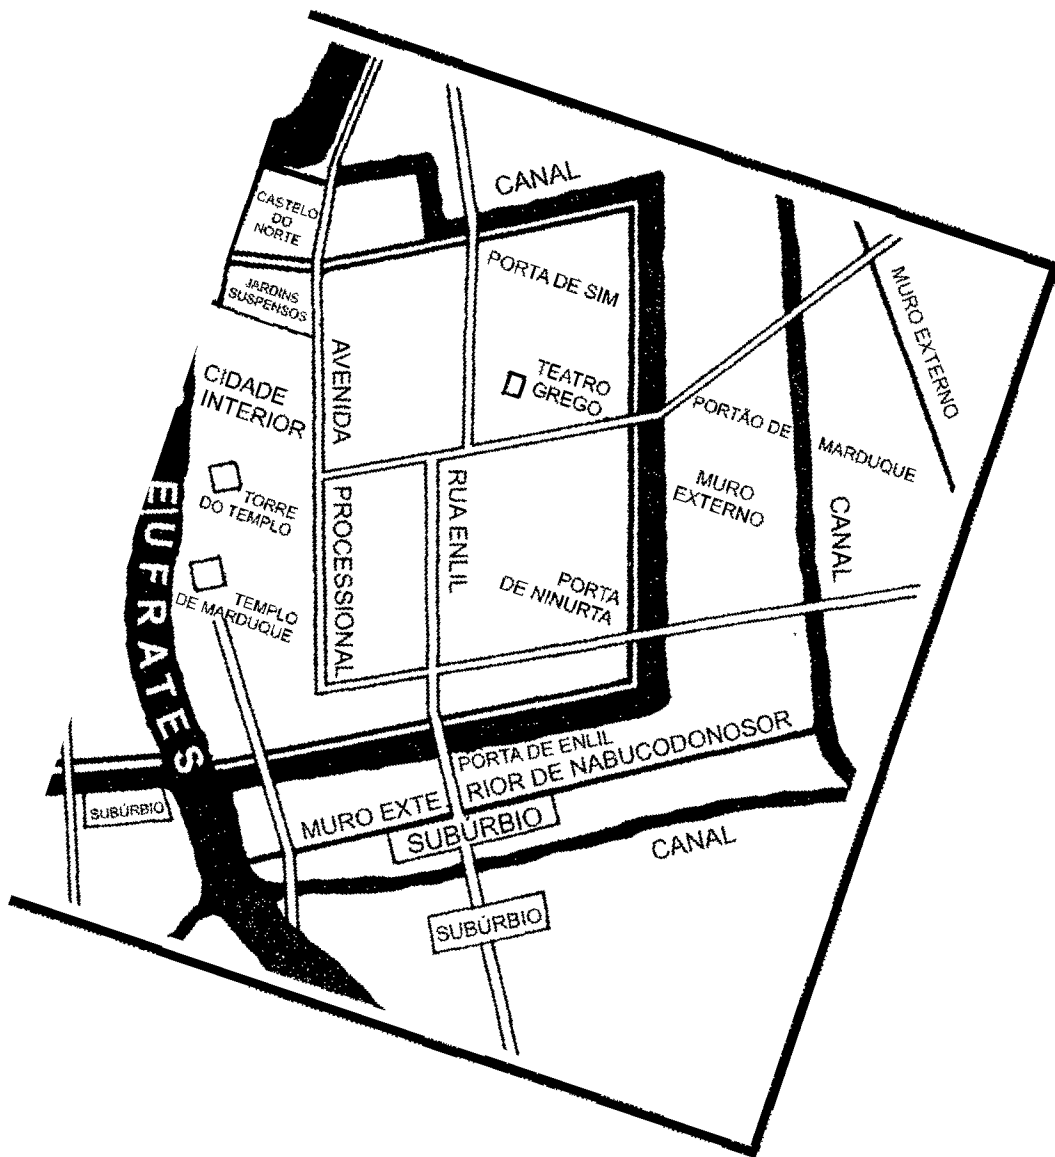 CANAL
CASTELO
DO
NORTE
JARDINS
SUSPENSOS
PORTA DE SIM
MURO EXTERNO
AVENIDA
PROCESSIONAL
CIDADE
INTERIOR
TEATRO
GREGO
PORTÃO DE
MARDUQUE
TORRE
DO TEMPLO
RUA ENLIL
MURO
EXTERNO
CANAL
EUFRATES
TEMPLO
DE MARDUQUE
PORTA
DE NINURTA
PORTA DE ENLIL
MURO EXTE RIOR DE NABUCODONOSOR
SUBÚRBIO
SUBÚRBIO
CANAL
SUBÚRBIO